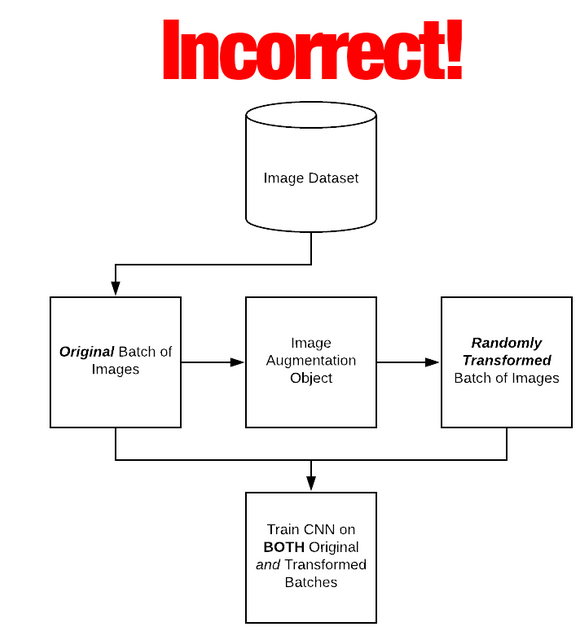 Incorrect!
Image Dataset
Original Batch of
Images
Image
Augmentation
Object
Randomly
Transformed
Batch of Images
Train CNN on
BOTH Original
and Transformed
Batches